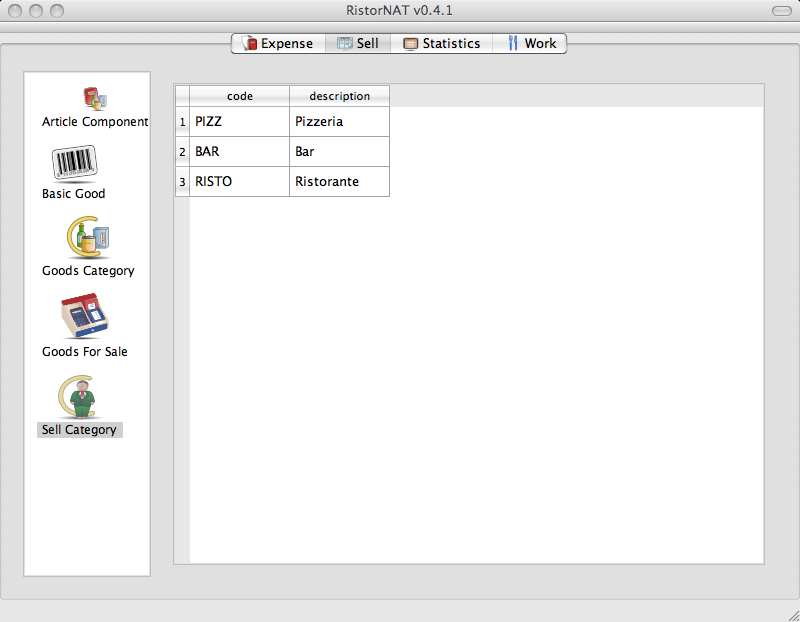 RistorNAT v0.4.1
Expense Sell Statistics Work
Article Component
Basic Good
Goods Category
Goods For Sale
Sell Category
code description
1 PIZZ Pizzeria
2 BAR Bar
3 RISTO Ristorante